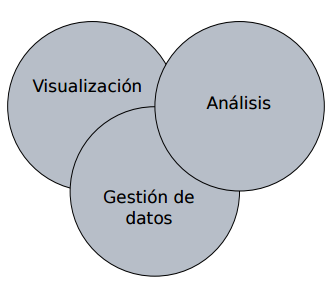 Visualización
Análisis
Gestión de
datos